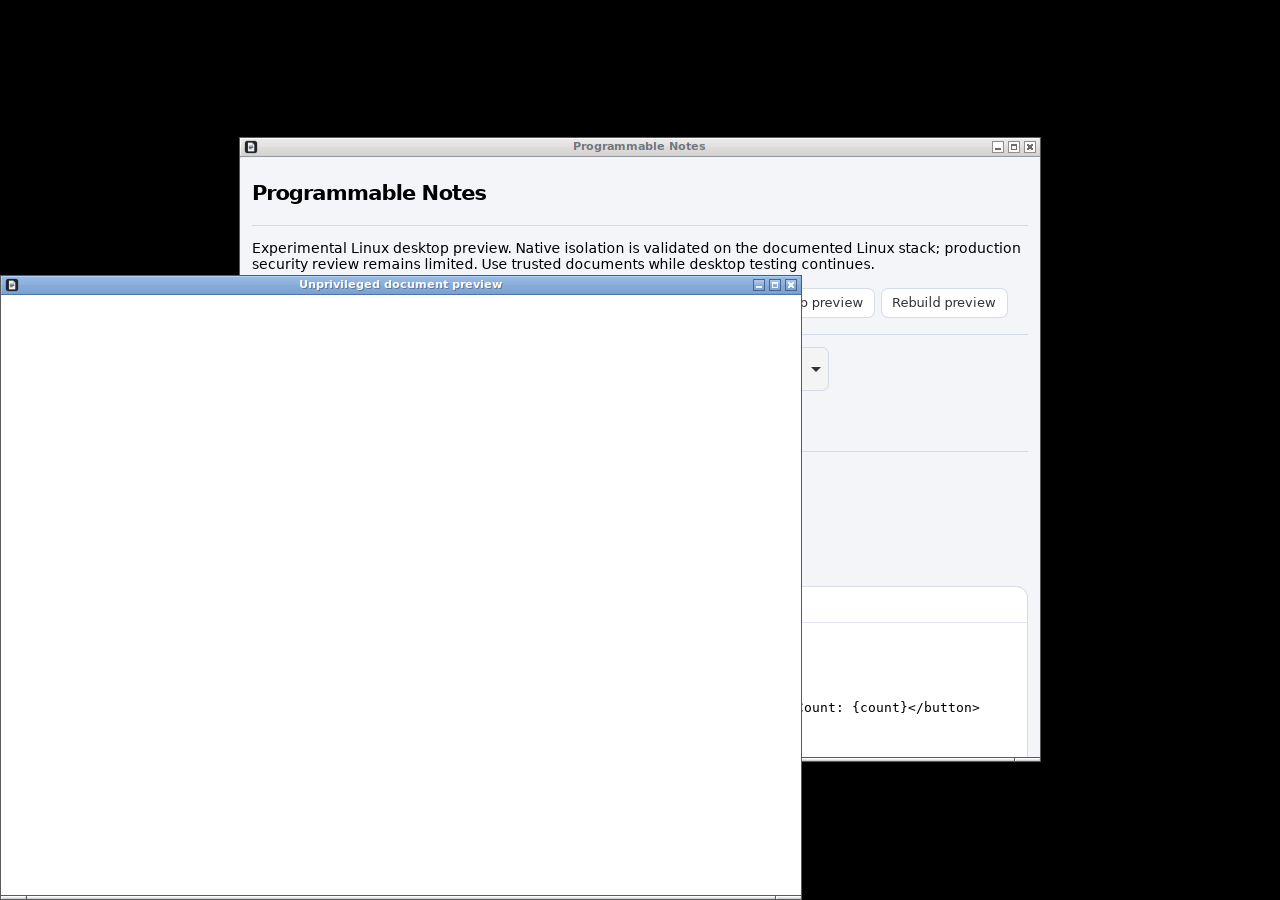 Programmable Notes
Programmable Notes
Experimental Linux desktop preview. Native isolation is validated on the documented Linux stack; production
security review remains limited. Use trusted documents while desktop testing continues.
Unprivileged document preview
preview
Rebuild preview
{count}</button>